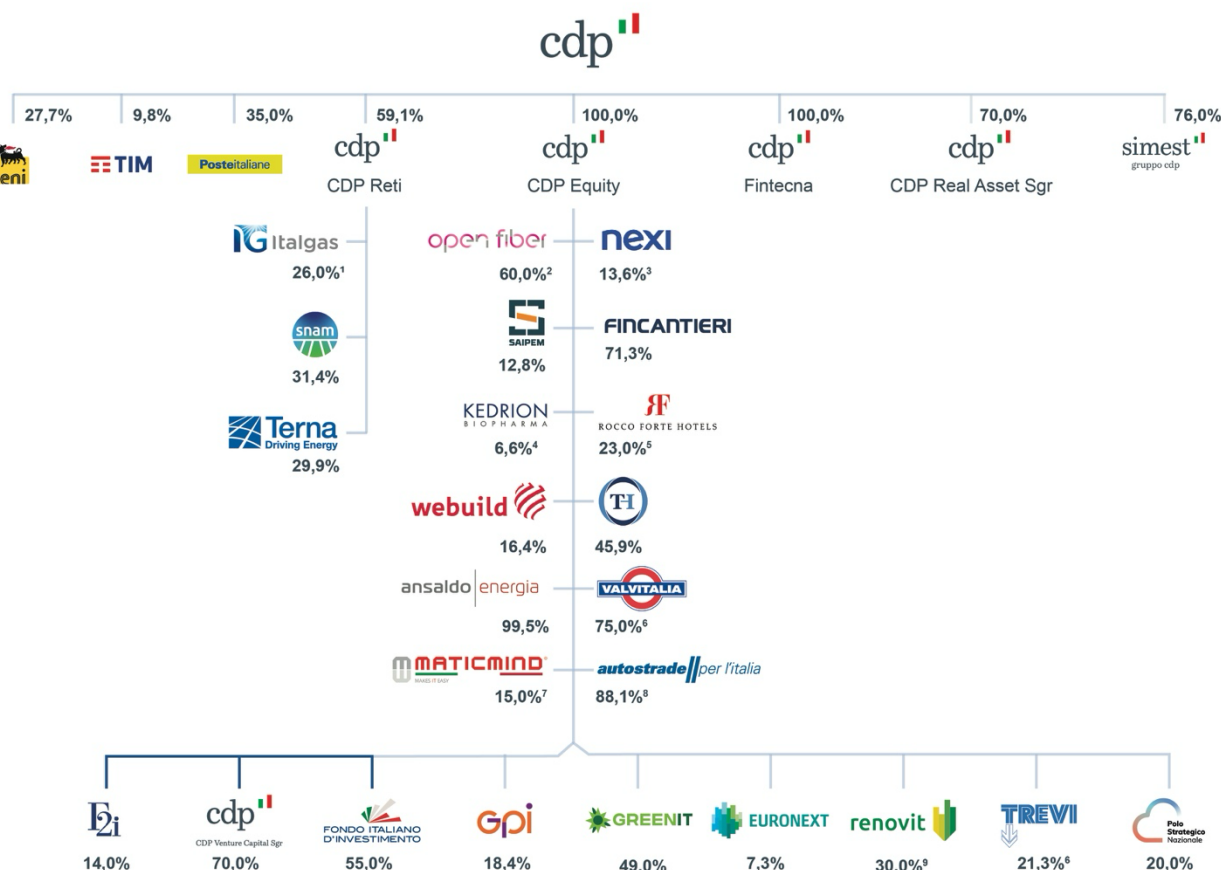 cdp
27,7%
9,8%
35,0%
59,1%
100,0%
100,0%
70,0%
76,0%
eni
TIM
Posteitaliane
cdp
cdp
cdp
cdp
simest
gruppo cdp
CDP Reti
CDP Equity
Fintecna
CDP Real Asset Sgr
IG Italgas
26,0%¹
snam
31,4%
Terna
Driving Energy
29,9%
open fiber
60,0%²
nexi
13,6%³
SAIPEM
12,8%
FINCANTIERI
71,3%
KEDRION
BIOPHARMA
6,6%⁴
RF
ROCCO FORTE HOTELS
23,0%⁵
webuild
16,4%
TH
45,9%
ansaldo energia
99,5%
VALVITALIA
75,0%⁶
MATICMIND
MAKES IT EASY
15,0%⁷
autostrade per l'italia
88,1%⁸
F2i
14,0%
cdp
CDP Venture Capital Sgr
70,0%
FONDO ITALIANO
D'INVESTIMENTO
55,0%
GPI
18,4%
GREENIT
49,0%
EURONEXT
7,3%
renovit
30,0%⁹
TREVI
21,3%⁶
Polo
Strategico
Nazionale
20,0%